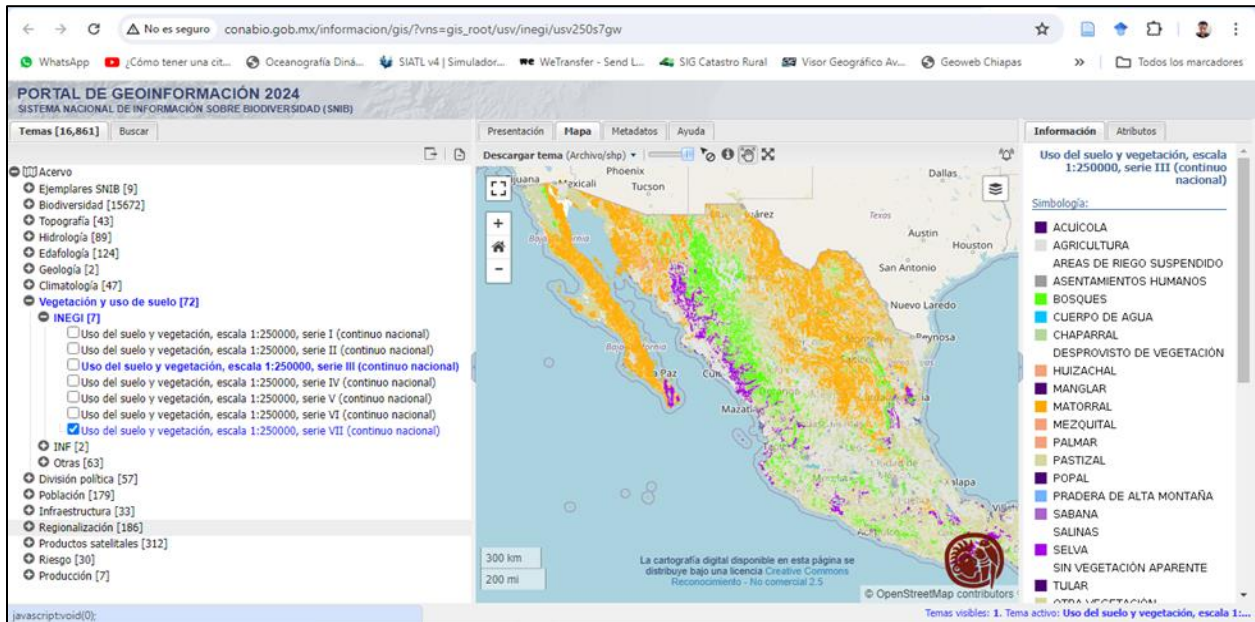 No es seguro conabio.gob.mx/informacion/gis/?vns=gis_root/usv/inegi/usv250s7gw
WhatsApp ¿Cómo tener una cit... Oceanografía Diná... SIATL v4 | Simulador... WeTransfer - Send L... SIG Catastro Rural Visor Geográfico Av... Geoweb Chiapas » Todos los marcadores
PORTAL DE GEOINFORMACIÓN 2024
SISTEMA NACIONAL DE INFORMACIÓN SOBRE BIODIVERSIDAD (SNIB)
Temas [16,861] Buscar
Acervo
Ejemplares SNIB [9]
Biodiversidad [15672]
Topografía [43]
Hidrología [89]
Edafología [124]
Geología [2]
Climatología [47]
Vegetación y uso de suelo [72]
INEGI [7]
Uso del suelo y vegetación, escala 1:250000, serie I (continuo nacional)
Uso del suelo y vegetación, escala 1:250000, serie II (continuo nacional)
Uso del suelo y vegetación, escala 1:250000, serie III (continuo nacional)
Uso del suelo y vegetación, escala 1:250000, serie IV (continuo nacional)
Uso del suelo y vegetación, escala 1:250000, serie V (continuo nacional)
Uso del suelo y vegetación, escala 1:250000, serie VI (continuo nacional)
Uso del suelo y vegetación, escala 1:250000, serie VII (continuo nacional)
INF [2]
Otras [63]
División política [57]
Población [179]
Infraestructura [33]
Regionalización [186]
Productos satelitales [312]
Riesgo [30]
Producción [7]
javascript:void(0);
Presentación Mapa Metadatos Ayuda
Descargar tema (Archivo/shp)
Phoenix
Dallas
Mexicali
Tucson
Texas
Austin
Houston
San Antonio
Nuevo Laredo
Reynosa
300 km
200 mi
La cartografía digital disponible en esta página se
distribuye bajo una licencia Creative Commons
Reconocimiento - No comercial 2.5
© OpenStreetMap contributors
Información Atributos
Uso del suelo y vegetación, escala
1:250000, serie III (continuo
nacional)
Simbología:
ACUÍCOLA
AGRICULTURA
AREAS DE RIEGO SUSPENDIDO
ASENTAMIENTOS HUMANOS
BOSQUES
CUERPO DE AGUA
CHAPARRAL
DESPROVISTO DE VEGETACIÓN
HUIZACHAL
MANGLAR
MATORRAL
MEZQUITAL
PALMAR
PASTIZAL
POPAL
PRADERA DE ALTA MONTAÑA
SABANA
SALINAS
SELVA
SIN VEGETACIÓN APARENTE
TULAR
OTRA VEGETACIÓN
Temas visibles: 1. Tema activo: Uso del suelo y vegetación, escala 1:...